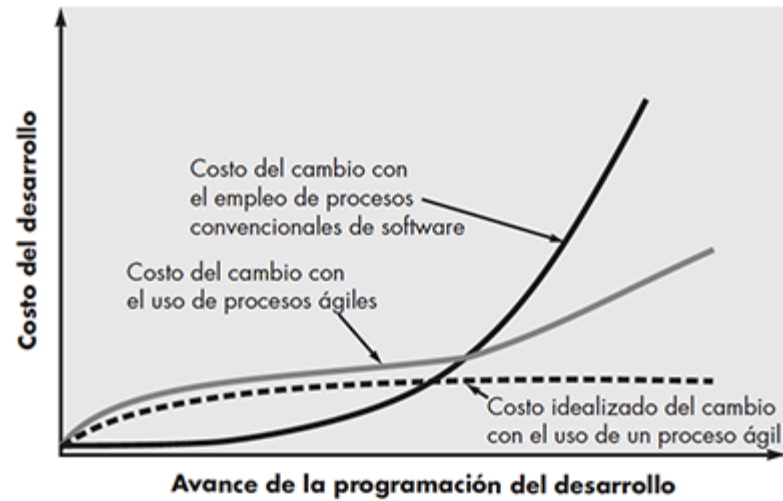 Costo del desarrollo
Costo del cambio con
el empleo de procesos
convencionales de software
Costo del cambio con
el uso de procesos ágiles
Costo idealizado del cambio
con el uso de un proceso ágil
Avance de la programación del desarrollo